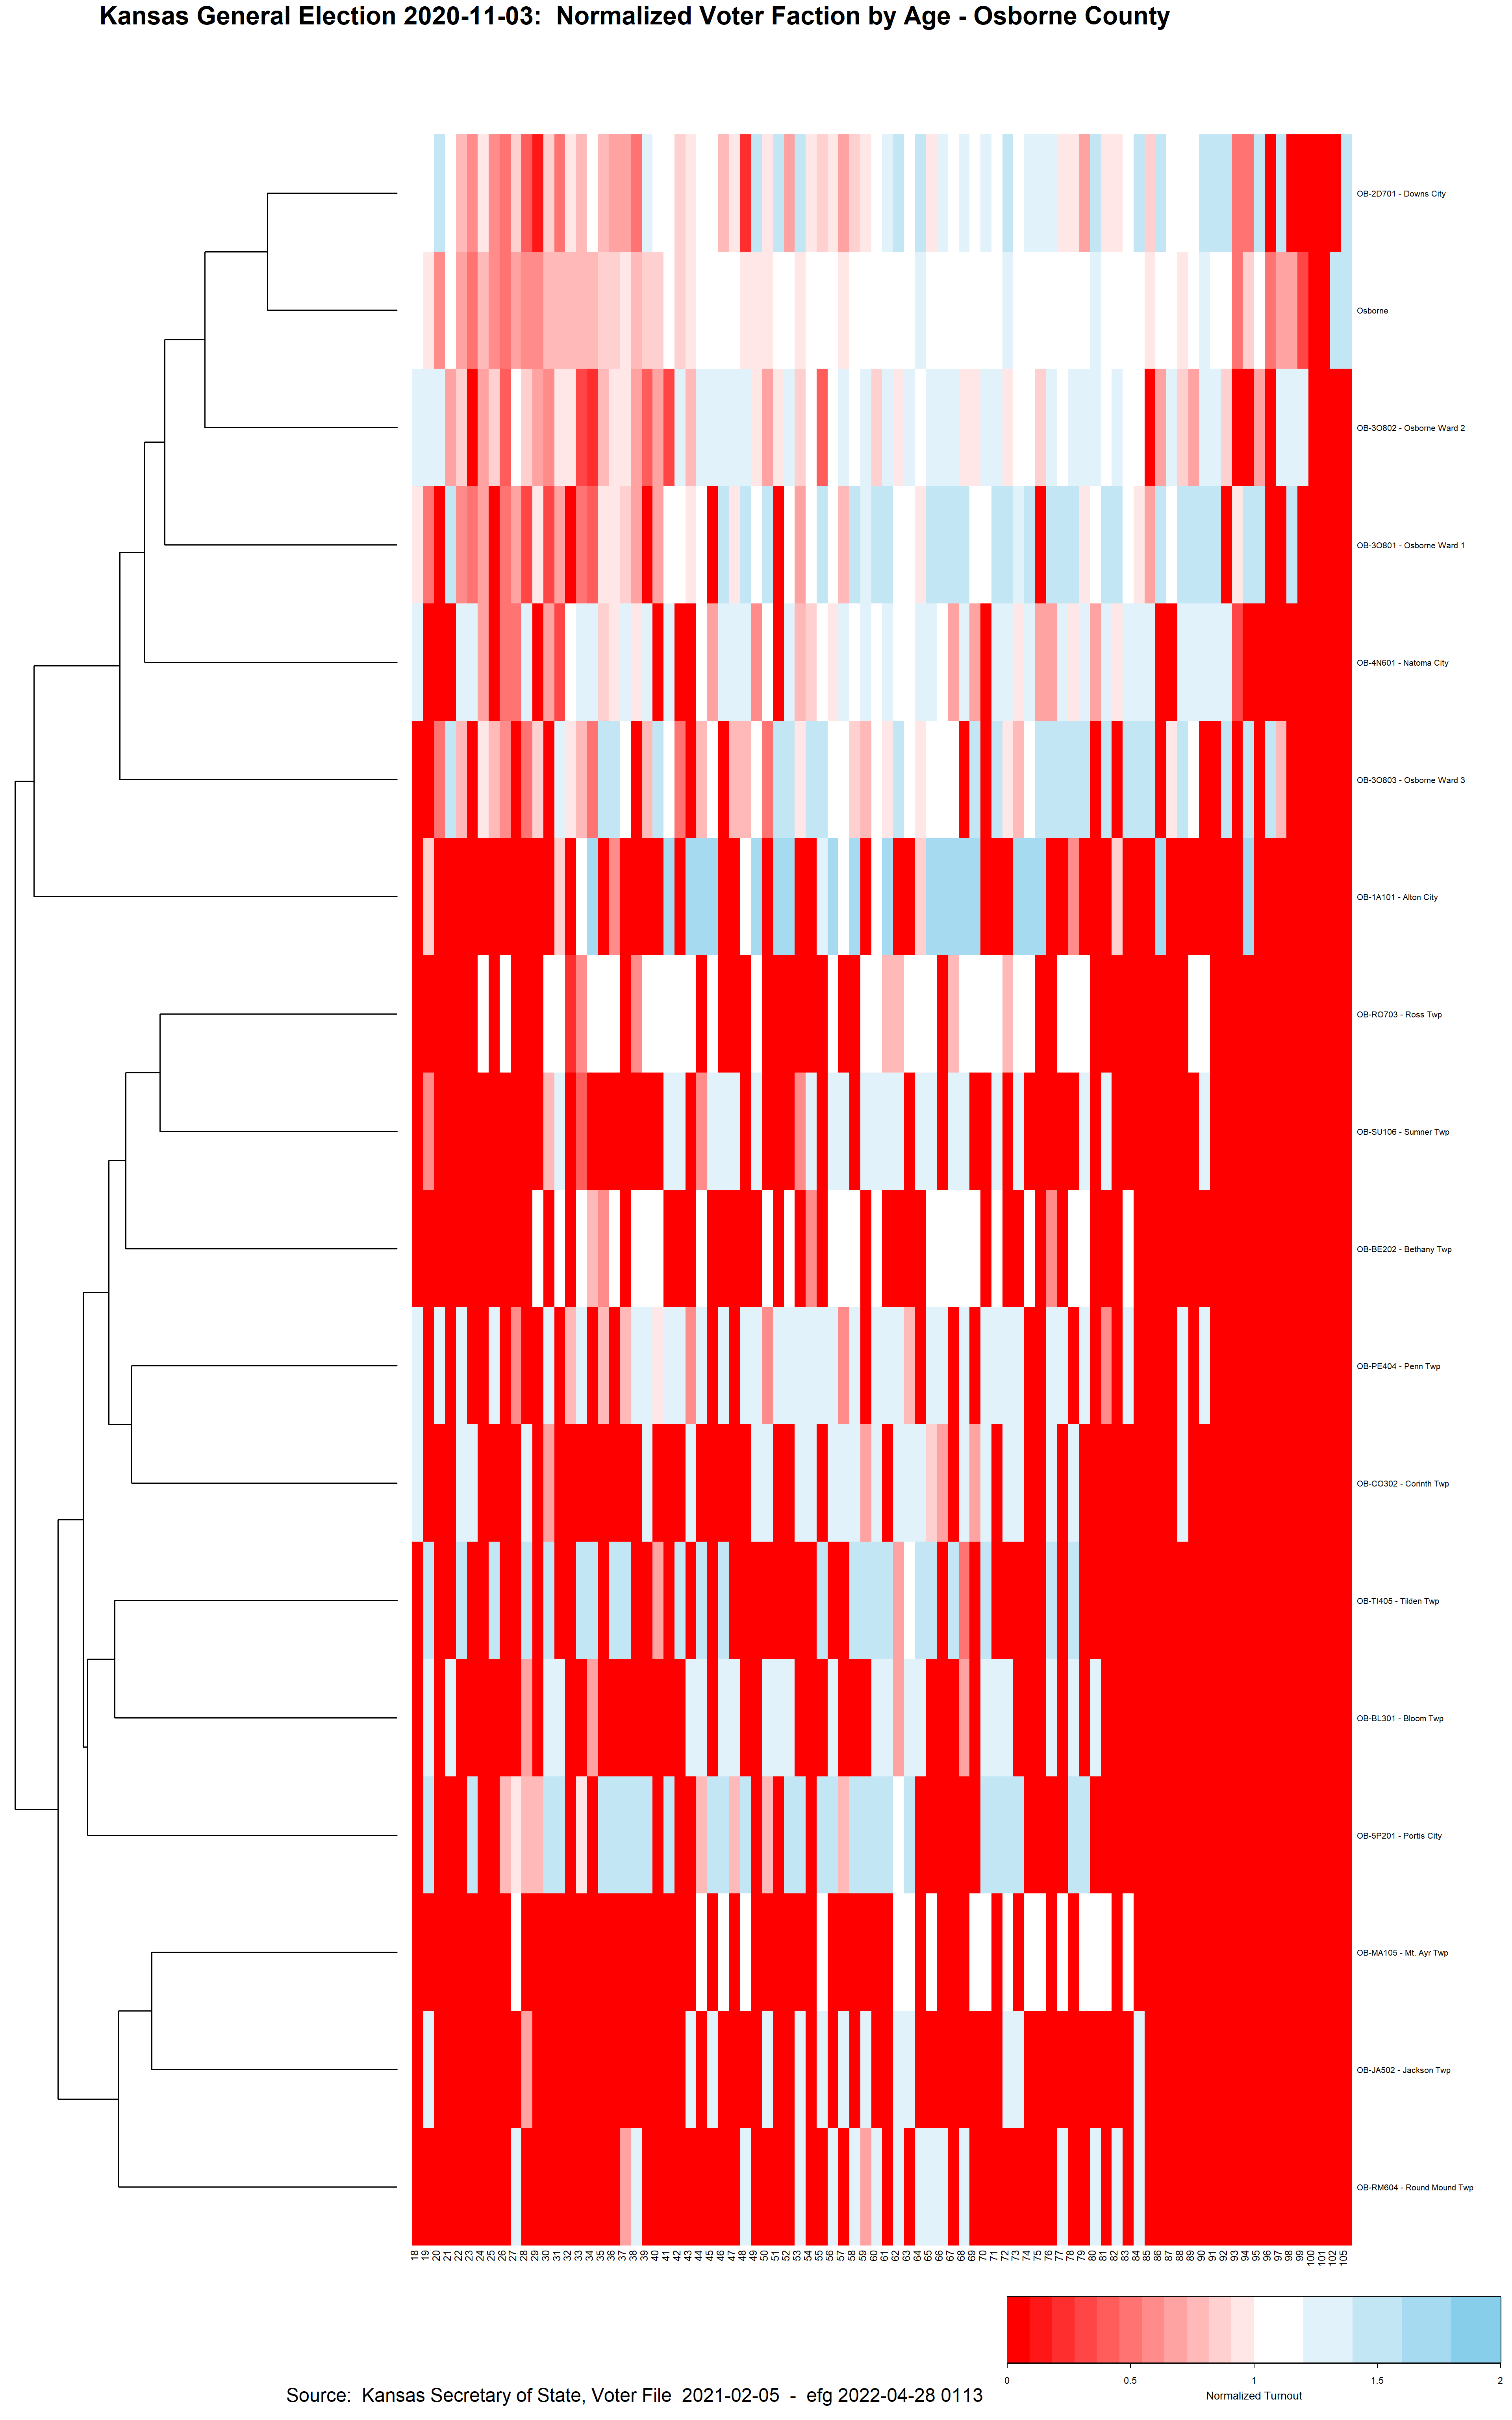 Kansas General Election 2020-11-03:  Normalized Voter Faction by Age - Osborne County
OB-2D701 - Downs City
Osborne
OB-3O802 - Osborne Ward 2
OB-3O801 - Osborne Ward 1
OB-4N601 - Natoma City
OB-3O803 - Osborne Ward 3
OB-1A101 - Alton City
OB-RO703 - Ross Twp
OB-SU106 - Sumner Twp
OB-BE202 - Bethany Twp
OB-PE404 - Penn Twp
OB-CO302 - Corinth Twp
OB-TI405 - Tilden Twp
OB-BL301 - Bloom Twp
OB-5P201 - Portis City
OB-MA105 - Mt. Ayr Twp
OB-JA502 - Jackson Twp
OB-RM604 - Round Mound Twp
18 19 20 21 22 23 24 25 26 27 28 29 30 31 32 33 34 35 36 37 38 39 40 41 42 43 44 45 46 47 48 49 50 51 52 53 54 55 56 57 58 59 60 61 62 63 64 65 66 67 68 69 70 71 72 73 74 75 76 77 78 79 80 81 82 83 84 85 86 87 88 89 90 91 92 93 94 95 96 97 98 99 100 101 102 105
0 0.5 1 1.5 2
Normalized Turnout
Source:  Kansas Secretary of State, Voter File  2021-02-05  -  efg 2022-04-28 0113